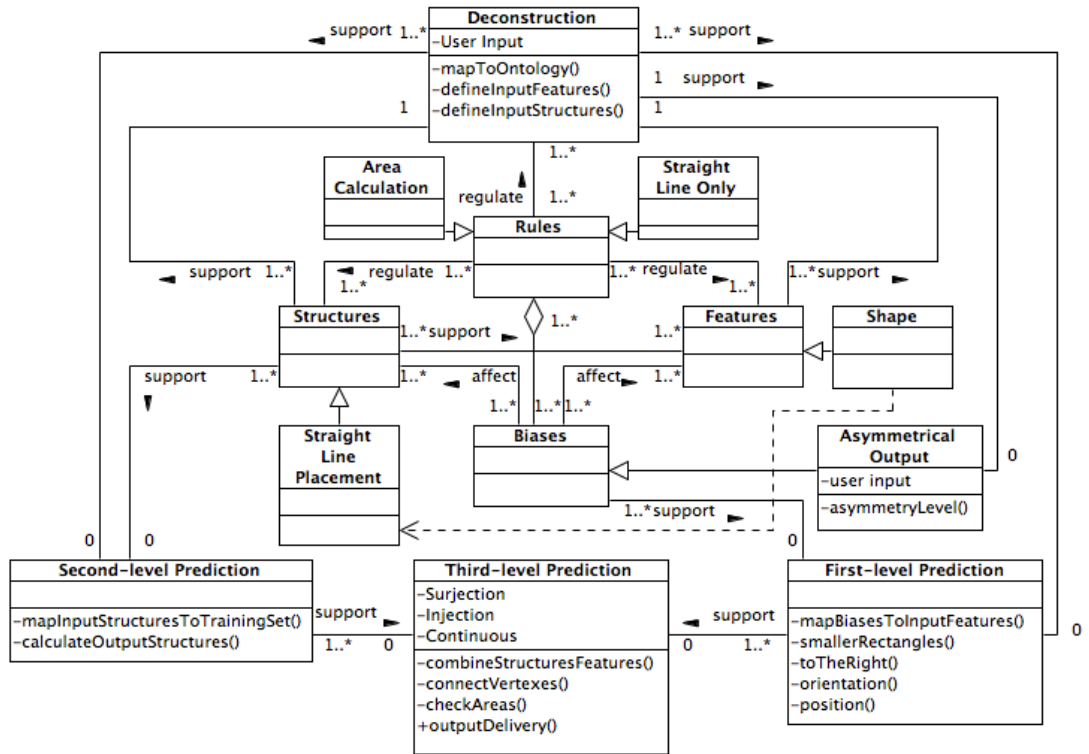 Deconstruction
-User Input
-mapToOntology()
-defineInputFeatures()
-defineInputStructures()
support 1..*
1..* support
1 support
1
1
1..*
regulate
1..*
Area
Calculation
Straight
Line Only
Rules
support 1..*
regulate 1..*
1..*
1..* regulate
1..*
1..* support
Structures
1..* support
1..*
1..*
Features
Shape
support
1..*
1..*
affect
affect
1..*
1..* 1..* 1..*
Straight
Line
Placement
Biases
Asymmetrical
Output
-user input
-asymmetryLevel()
0
1..* support
0
0
0
Second-level Prediction
-mapInputStructuresToTrainingSet()
-calculateOutputStructures()
support
1..* 0
Third-level Prediction
-Surjection
-Injection
-Continuous
-combineStructuresFeatures()
-connectVertexes()
-checkAreas()
+outputDelivery()
support
0 1..*
First-level Prediction
-mapBiasesToInputFeatures()
-smallerRectangles()
-toTheRight()
-orientation()
-position()
0